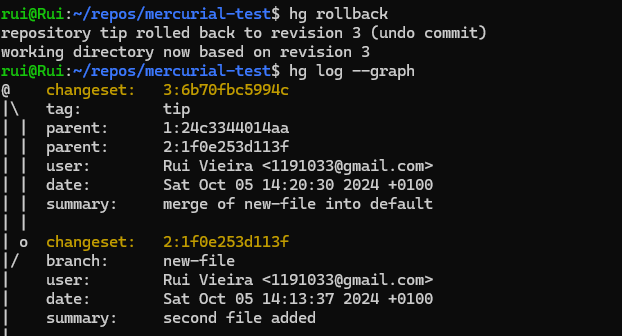 rui@Rui:~/repos/mercurial-test$ hg rollback
repository tip rolled back to revision 3 (undo commit)
working directory now based on revision 3
rui@Rui:~/repos/mercurial-test$ hg log --graph
@    changeset:   3:6b70fbc5994c
|\   tag:         tip
| |  parent:      1:24c3344014aa
| |  parent:      2:1f0e253d113f
| |  user:        Rui Vieira <1191033@gmail.com>
| |  date:        Sat Oct 05 14:20:30 2024 +0100
| |  summary:     merge of new-file into default
| |
| o  changeset:   2:1f0e253d113f
|/   branch:      new-file
|    user:        Rui Vieira <1191033@gmail.com>
|    date:        Sat Oct 05 14:13:37 2024 +0100
|    summary:     second file added
|